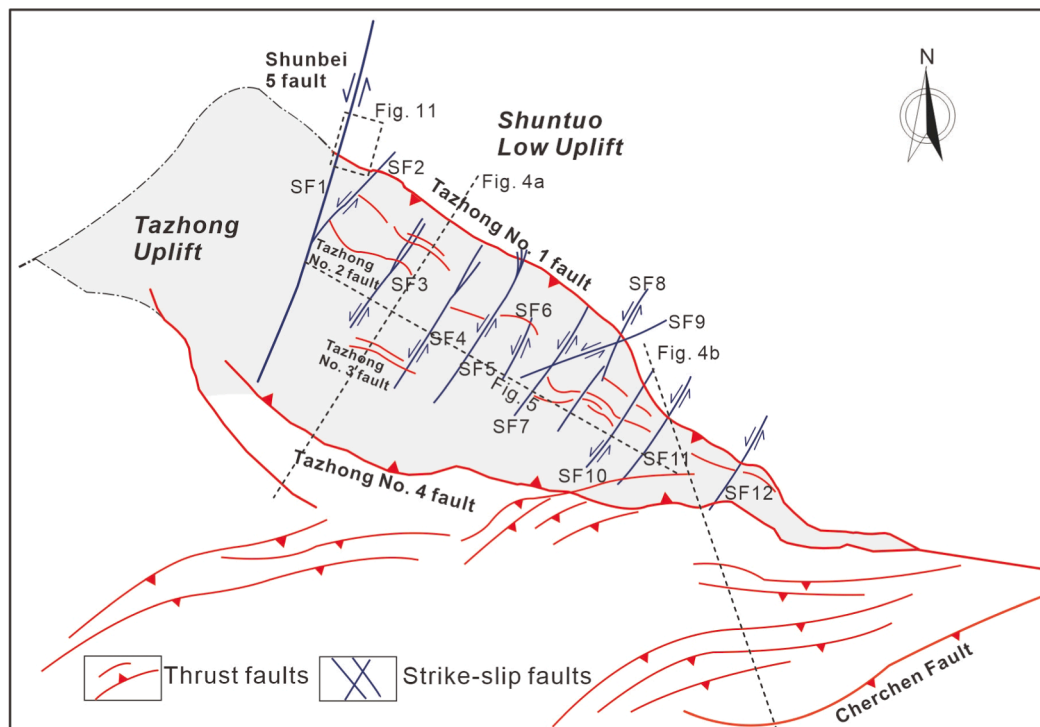 N
Shunbei
5 fault
Fig. 11
Shuntuo
Low Uplift
SF2
Fig. 4a
SF1
Tazhong No. 1 fault
Tazhong
Uplift
Tazhong
No. 2 fault
SF3
SF8
SF6
SF9
SF4
Fig. 4b
Tazhong
No. 3 fault
SF5
Fig. 5
SF7
Tazhong No. 4 fault
SF10
SF11
SF12
Thrust faults
Strike-slip faults
Cherchen Fault